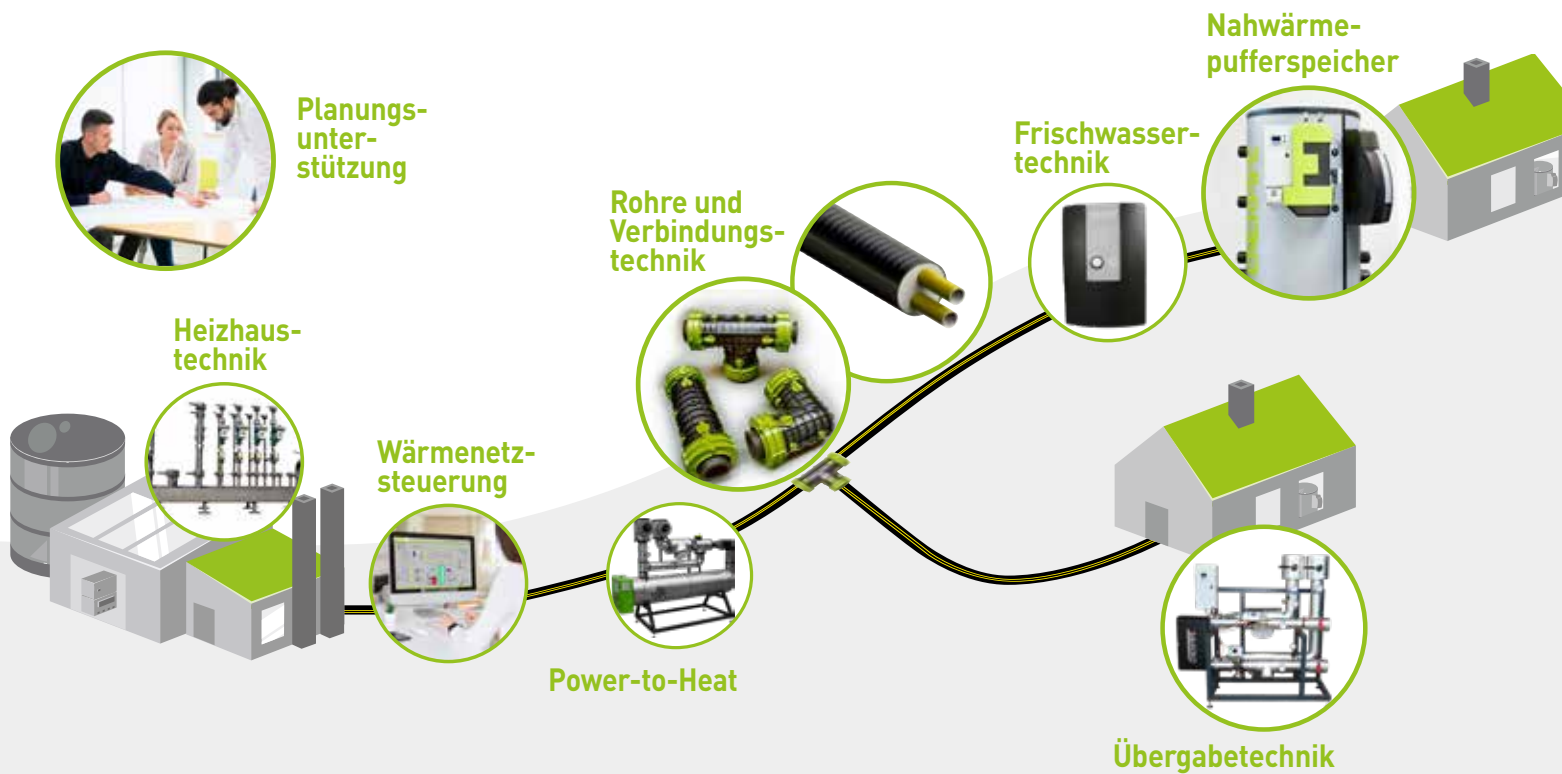 Planungs-
unter-
stützung
Heizhaus-
technik
Wärmenetz-
steuerung
Power-to-Heat
Rohre und
Verbindungs-
technik
Frischwasser-
technik
Nahwärme-
pufferspeicher
Übergabetechnik